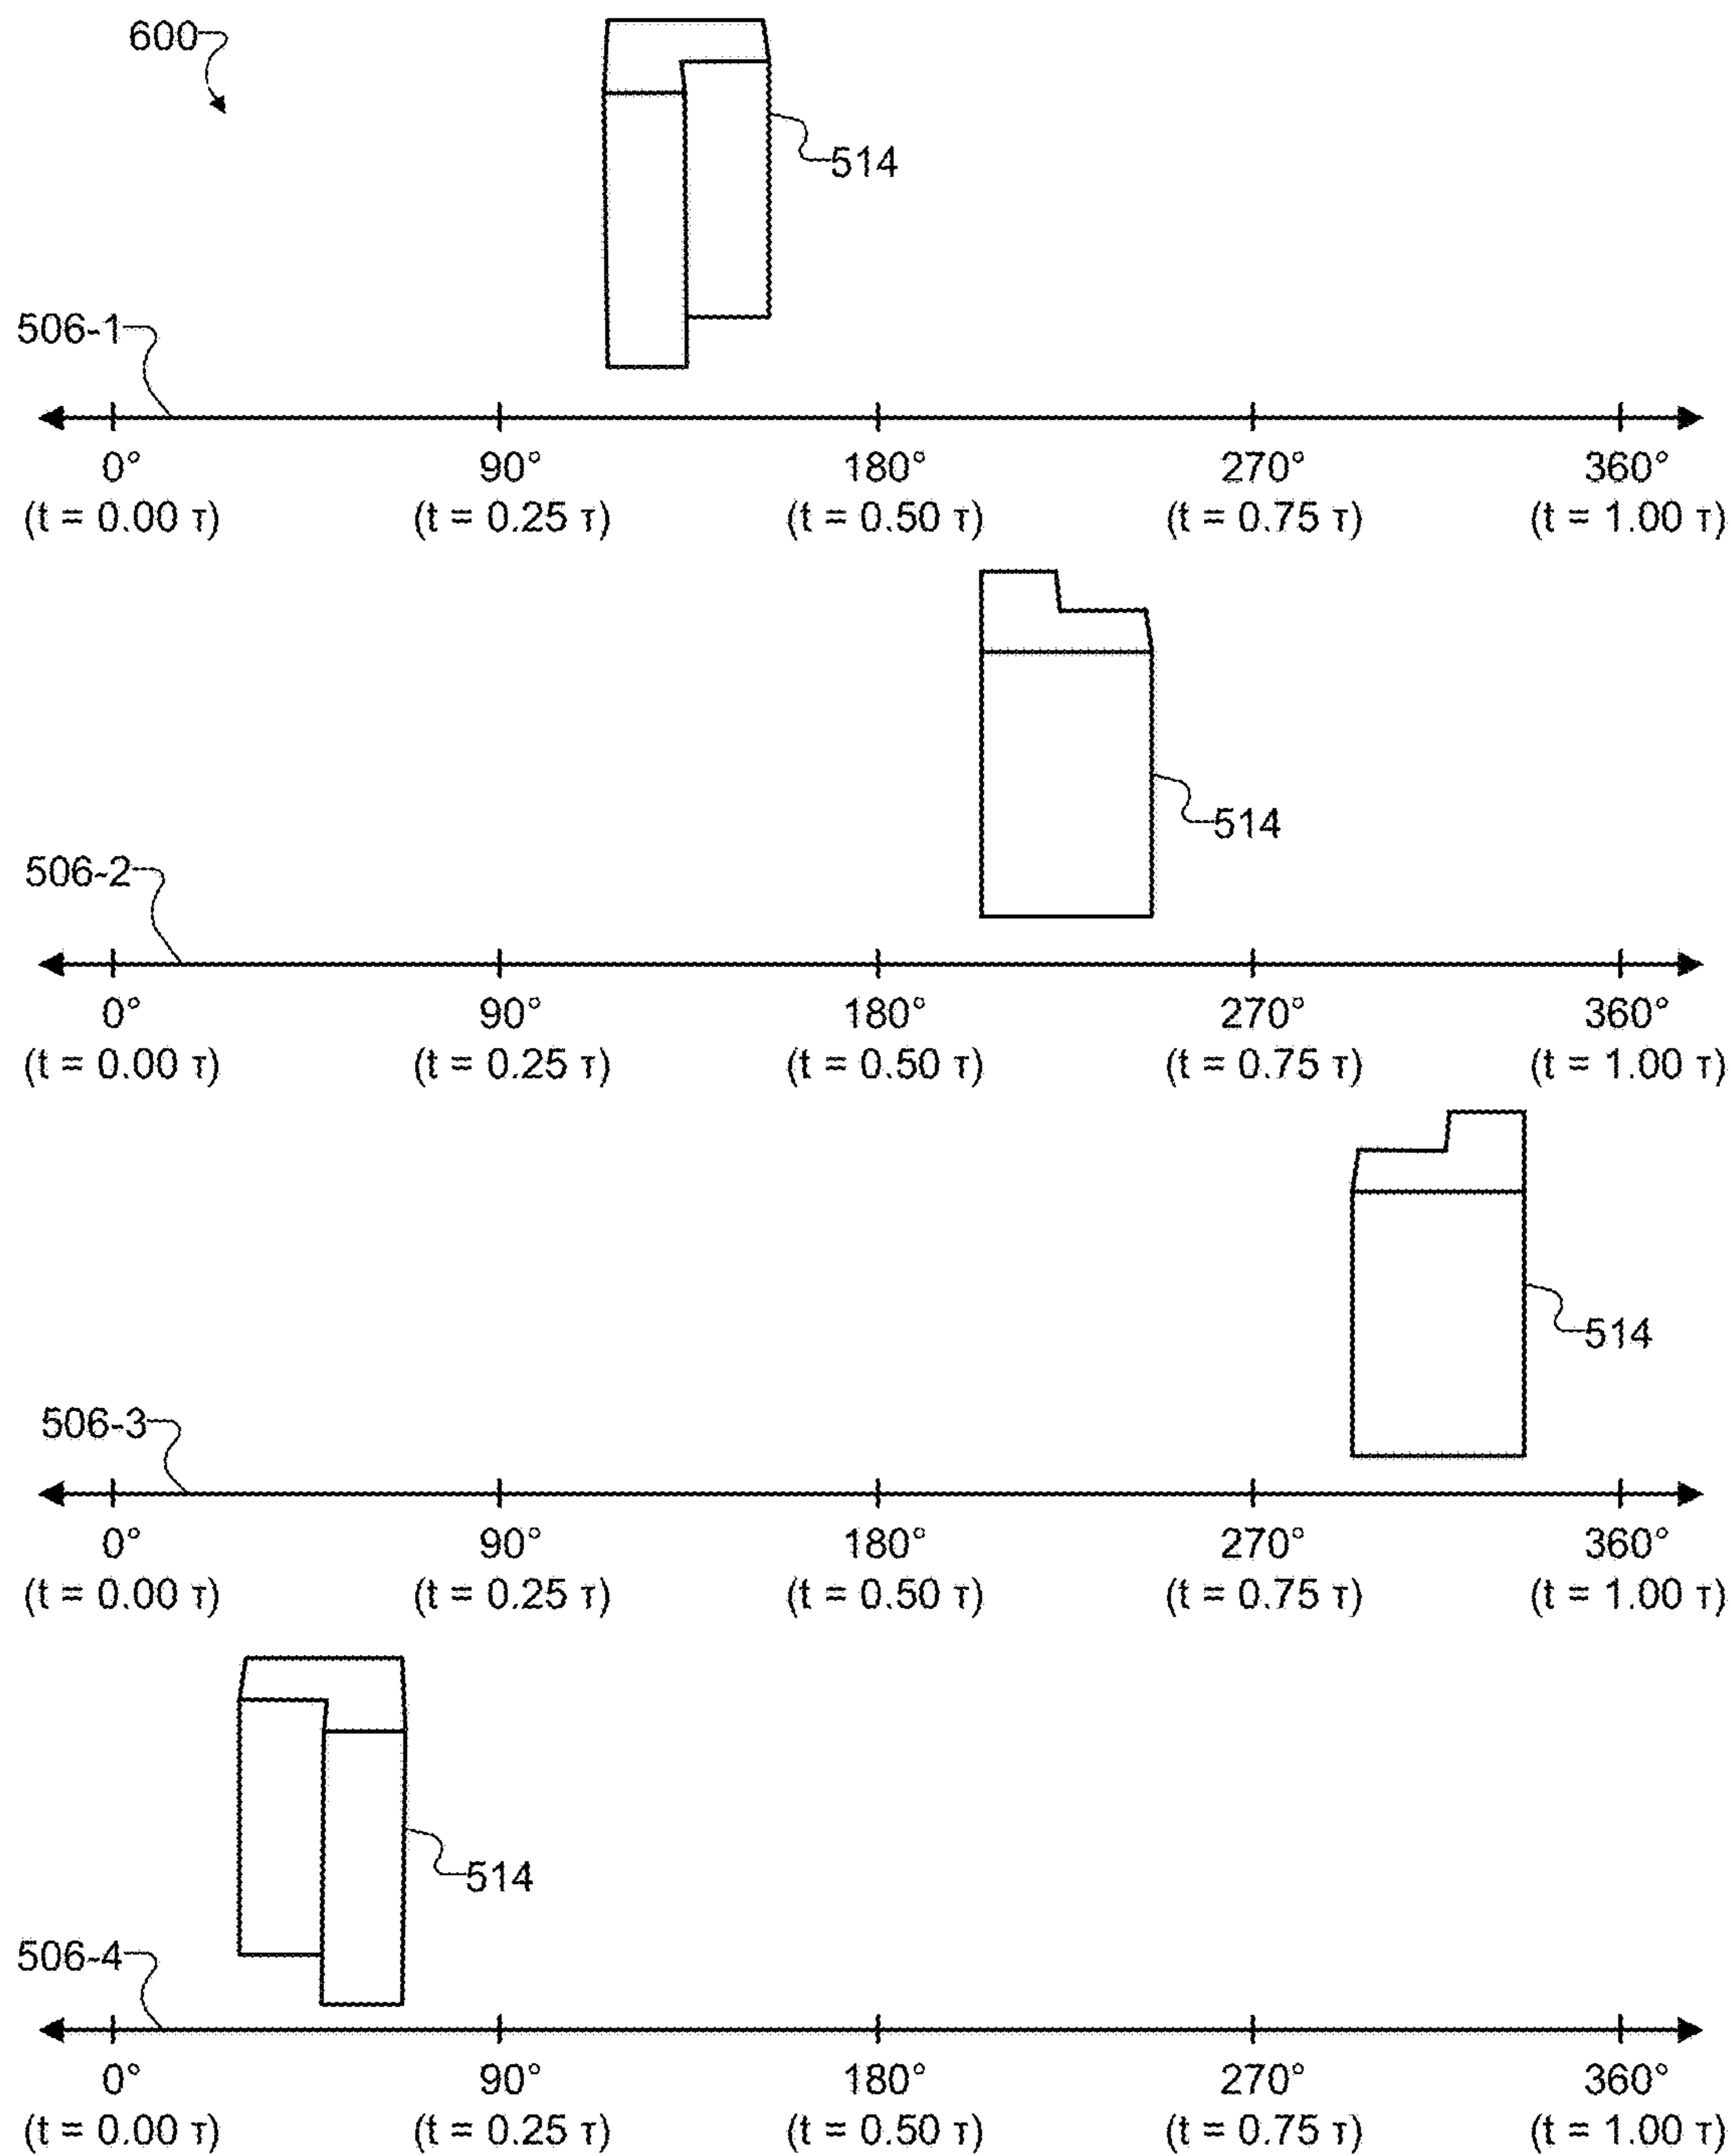 600
514
506-1
0° 90° 180° 270° 360°
(t = 0.00 τ) (t = 0.25 τ) (t = 0.50 τ) (t = 0.75 τ) (t = 1.00 τ)
514
506-2
0° 90° 180° 270° 360°
(t = 0.00 τ) (t = 0.25 τ) (t = 0.50 τ) (t = 0.75 τ) (t = 1.00 τ)
514
506-3
0° 90° 180° 270° 360°
(t = 0.00 τ) (t = 0.25 τ) (t = 0.50 τ) (t = 0.75 τ) (t = 1.00 τ)
514
506-4
0° 90° 180° 270° 360°
(t = 0.00 τ) (t = 0.25 τ) (t = 0.50 τ) (t = 0.75 τ) (t = 1.00 τ)